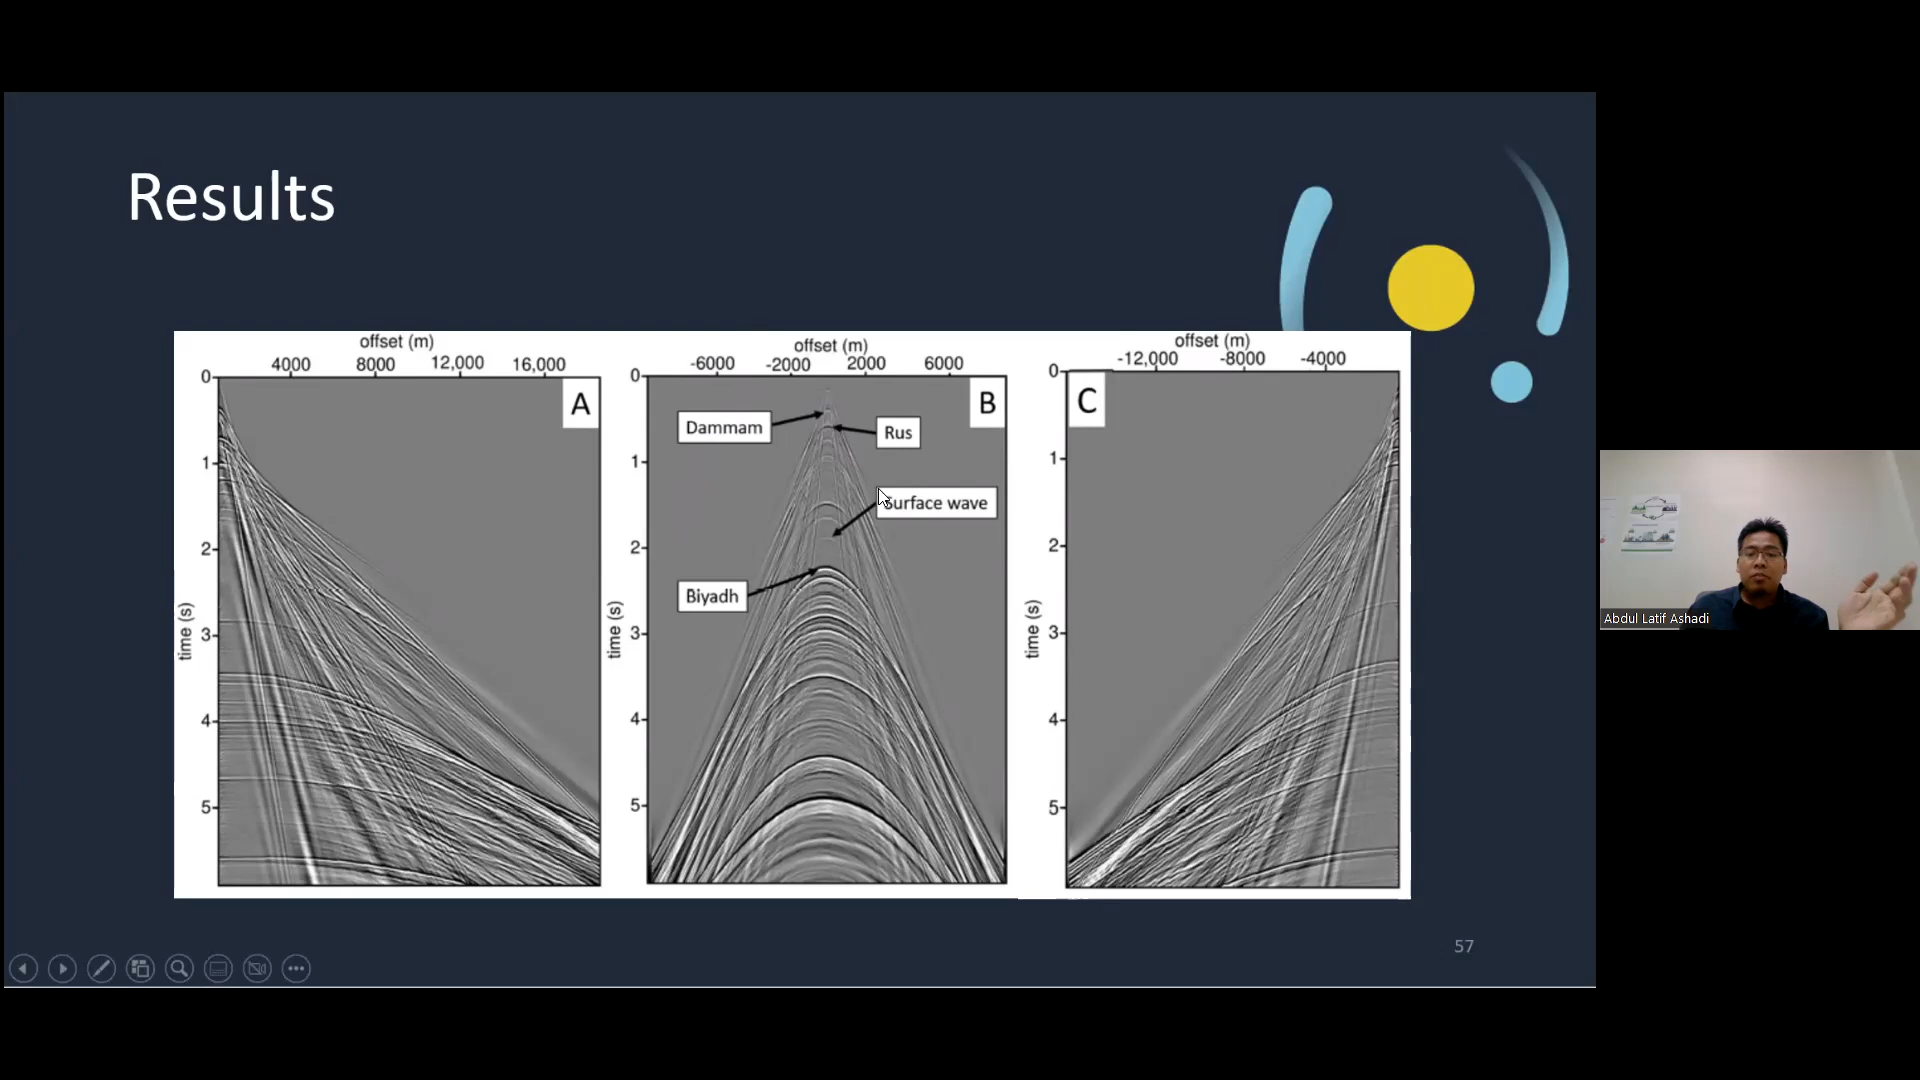 Results
offset (m)
4000 8000 12,000 16,000
0
1
2
3
4
5
time (s)
A
offset (m)
-6000 -2000 2000 6000
0
1
2
3
4
5
time (s)
B
Dammam
Rus
Surface wave
Biyadh
offset (m)
-12,000 -8000 -4000
0
1
2
3
4
5
time (s)
C
57
Abdul Latif Ashadi